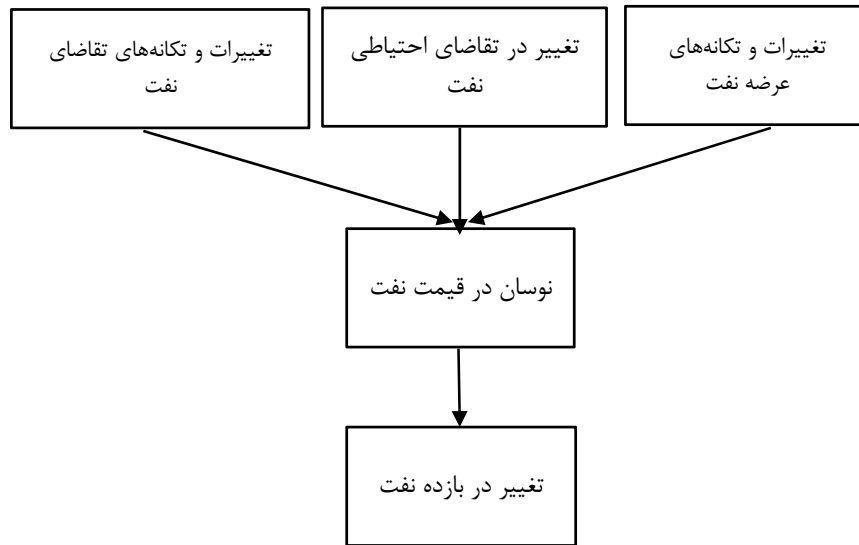 تغییرات و تکانه‌های
عرضه نفت
تغییر در تقاضای احتیاطی
نفت
تغییرات و تکانه‌های تقاضای
نفت
نوسان در قیمت نفت
تغییر در بازده نفت